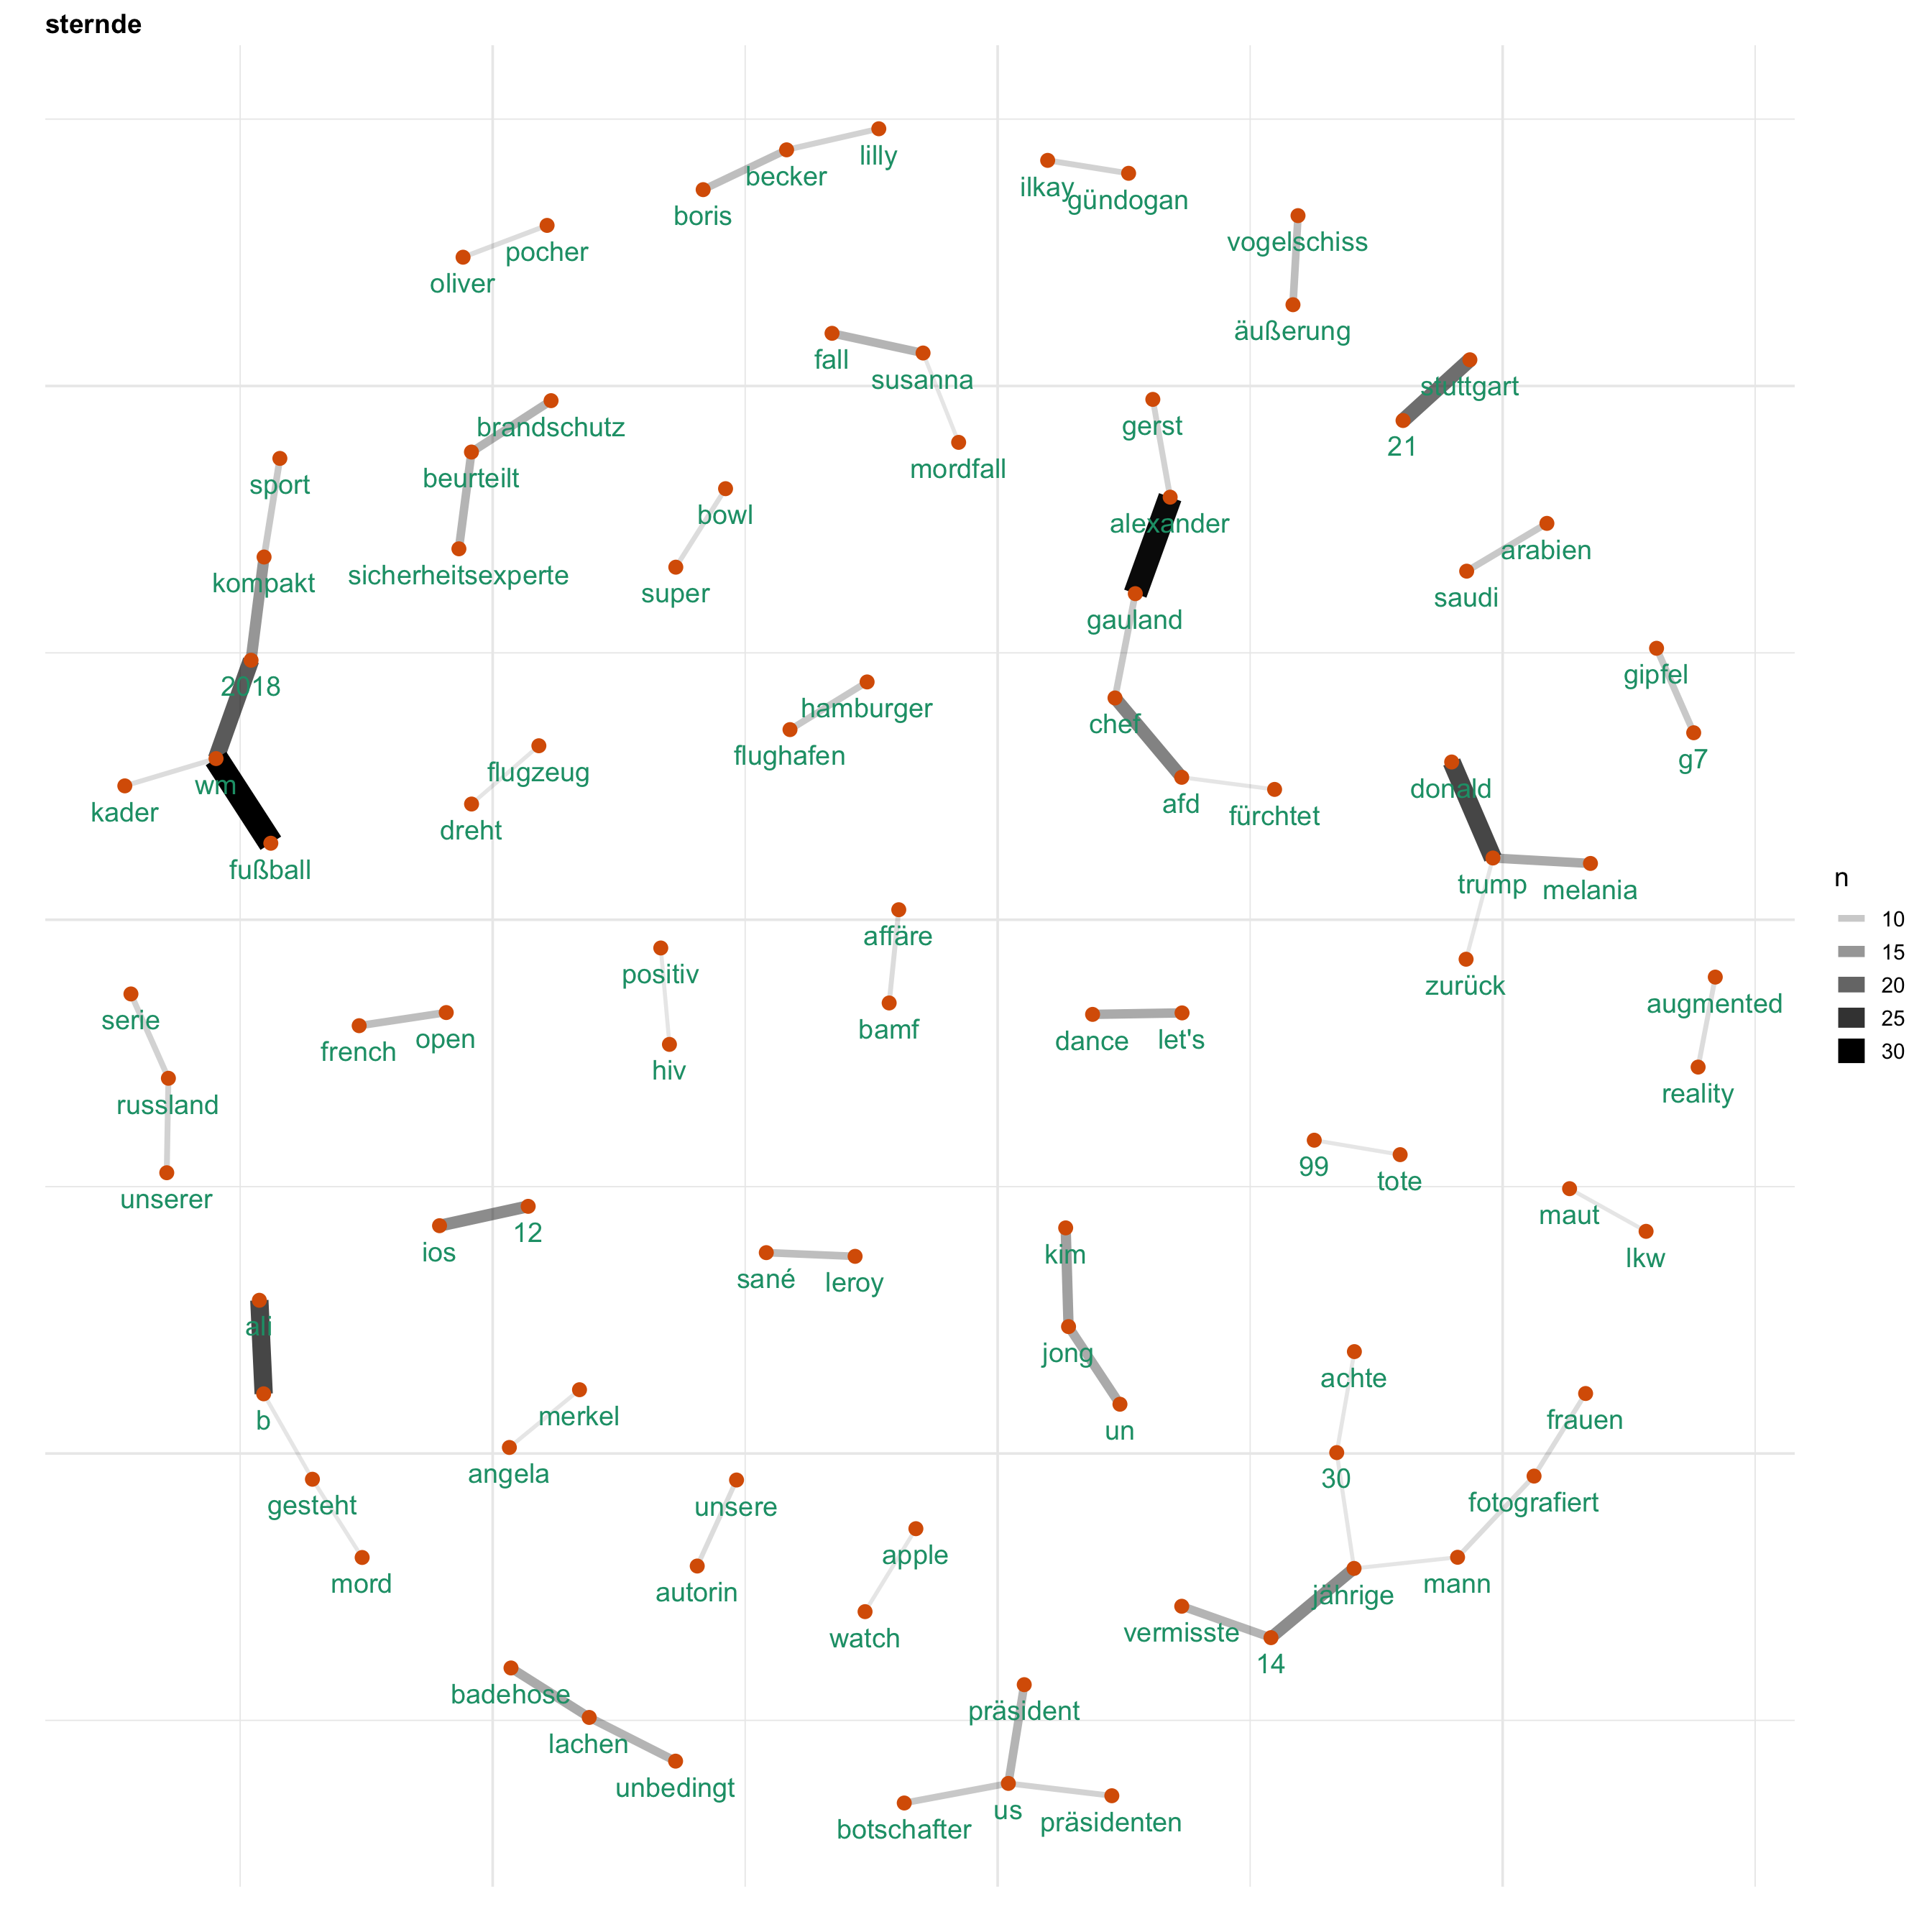 sternde
lilly
becker
ilkay
gündogan
boris
vogelschiss
pocher
oliver
äußerung
fall
susanna
stuttgart
brandschutz
gerst
21
mordfall
beurteilt
sport
bowl
alexander
arabien
sicherheitsexperte
kompakt
super
saudi
gauland
gipfel
2018
hamburger
chef
flughafen
g7
flugzeug
wm
donald
kader
dreht
afd
fürchtet
fußball
trump
melania
n
10
15
20
25
30
affäre
positiv
zurück
augmented
serie
bamf
open
french
dance
let's
hiv
reality
russland
99
tote
unserer
maut
12
ios
kim
lkw
sané
leroy
ali
jong
achte
merkel
b
un
frauen
angela
30
gesteht
unsere
fotografiert
apple
mord
autorin
mann
jährige
watch
vermisste
14
badehose
präsident
lachen
unbedingt
us
botschafter
präsidenten